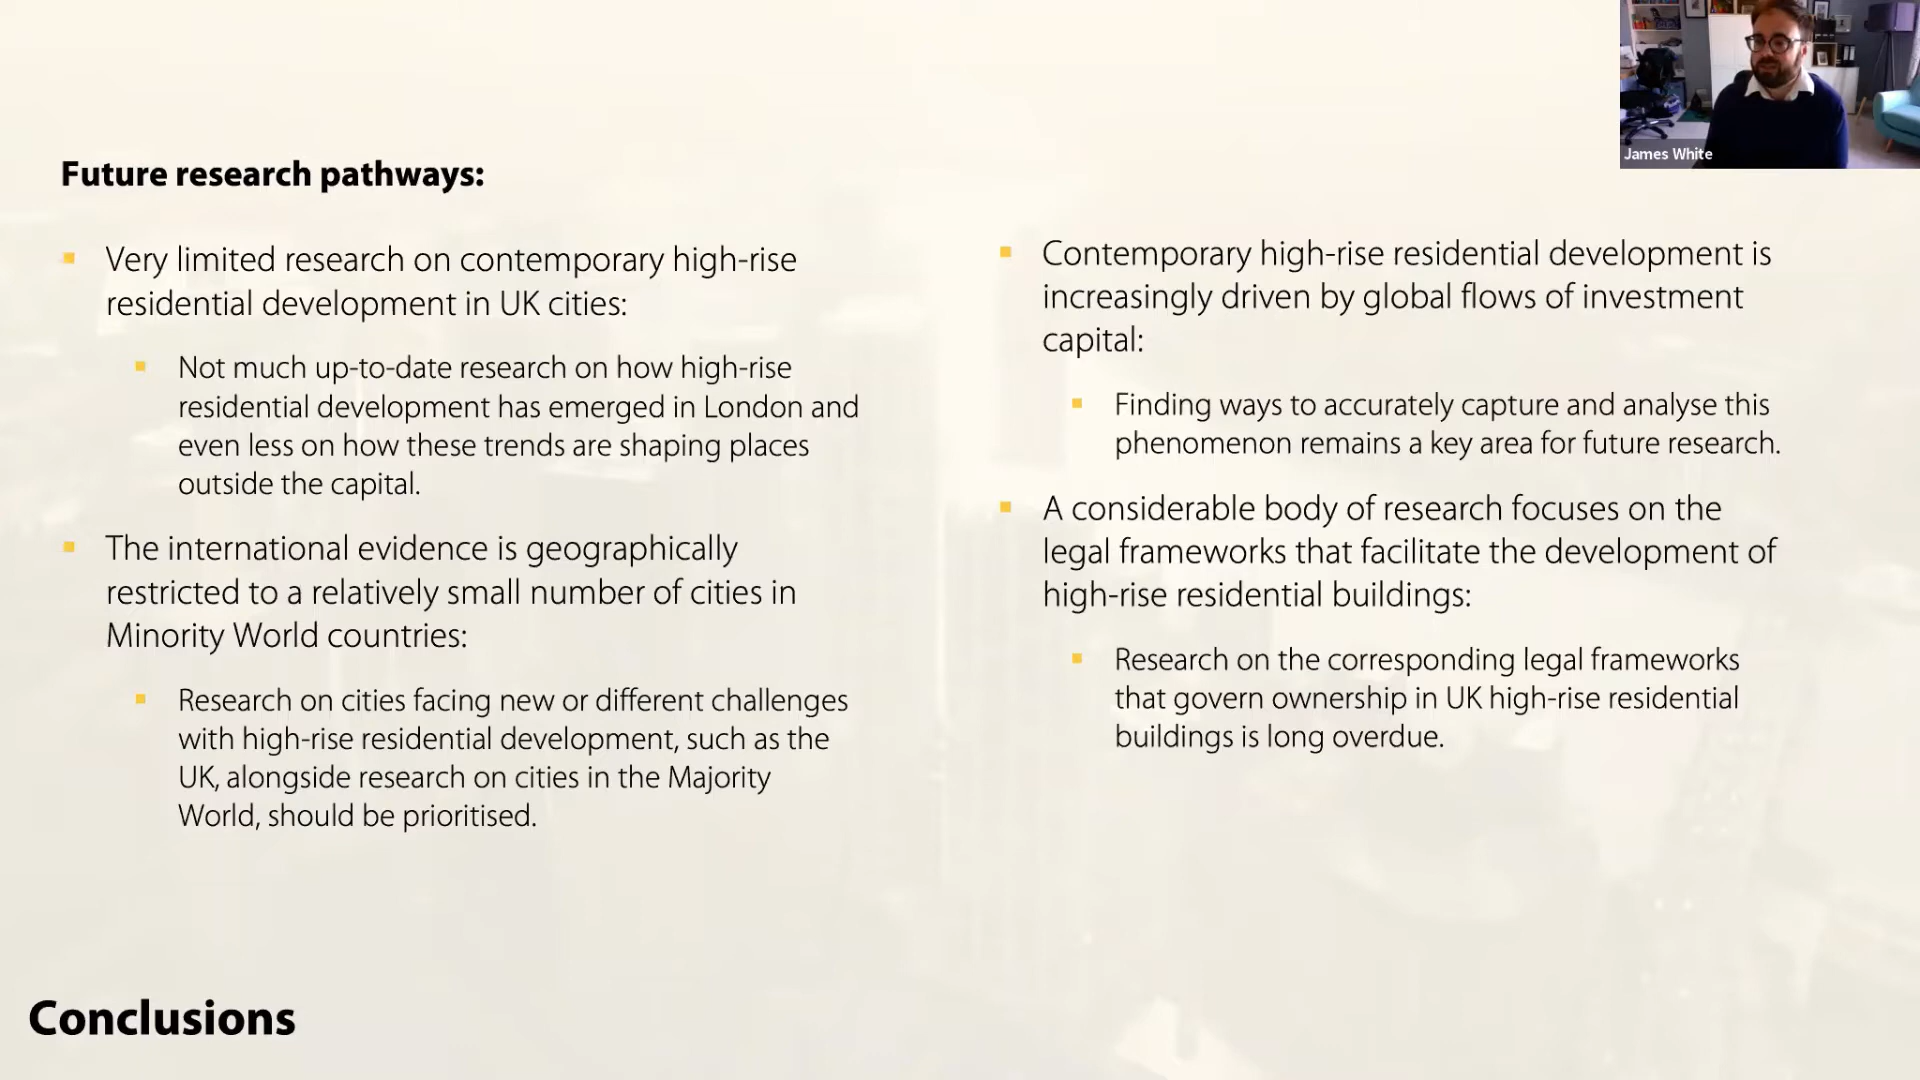 James White
Future research pathways:
Very limited research on contemporary high-rise
residential development in UK cities:
Not much up-to-date research on how high-rise
residential development has emerged in London and
even less on how these trends are shaping places
outside the capital.
The international evidence is geographically
restricted to a relatively small number of cities in
Minority World countries:
Research on cities facing new or different challenges
with high-rise residential development, such as the
UK, alongside research on cities in the Majority
World, should be prioritised.
Contemporary high-rise residential development is
increasingly driven by global flows of investment
capital:
Finding ways to accurately capture and analyse this
phenomenon remains a key area for future research.
A considerable body of research focuses on the
legal frameworks that facilitate the development of
high-rise residential buildings:
Research on the corresponding legal frameworks
that govern ownership in UK high-rise residential
buildings is long overdue.
Conclusions